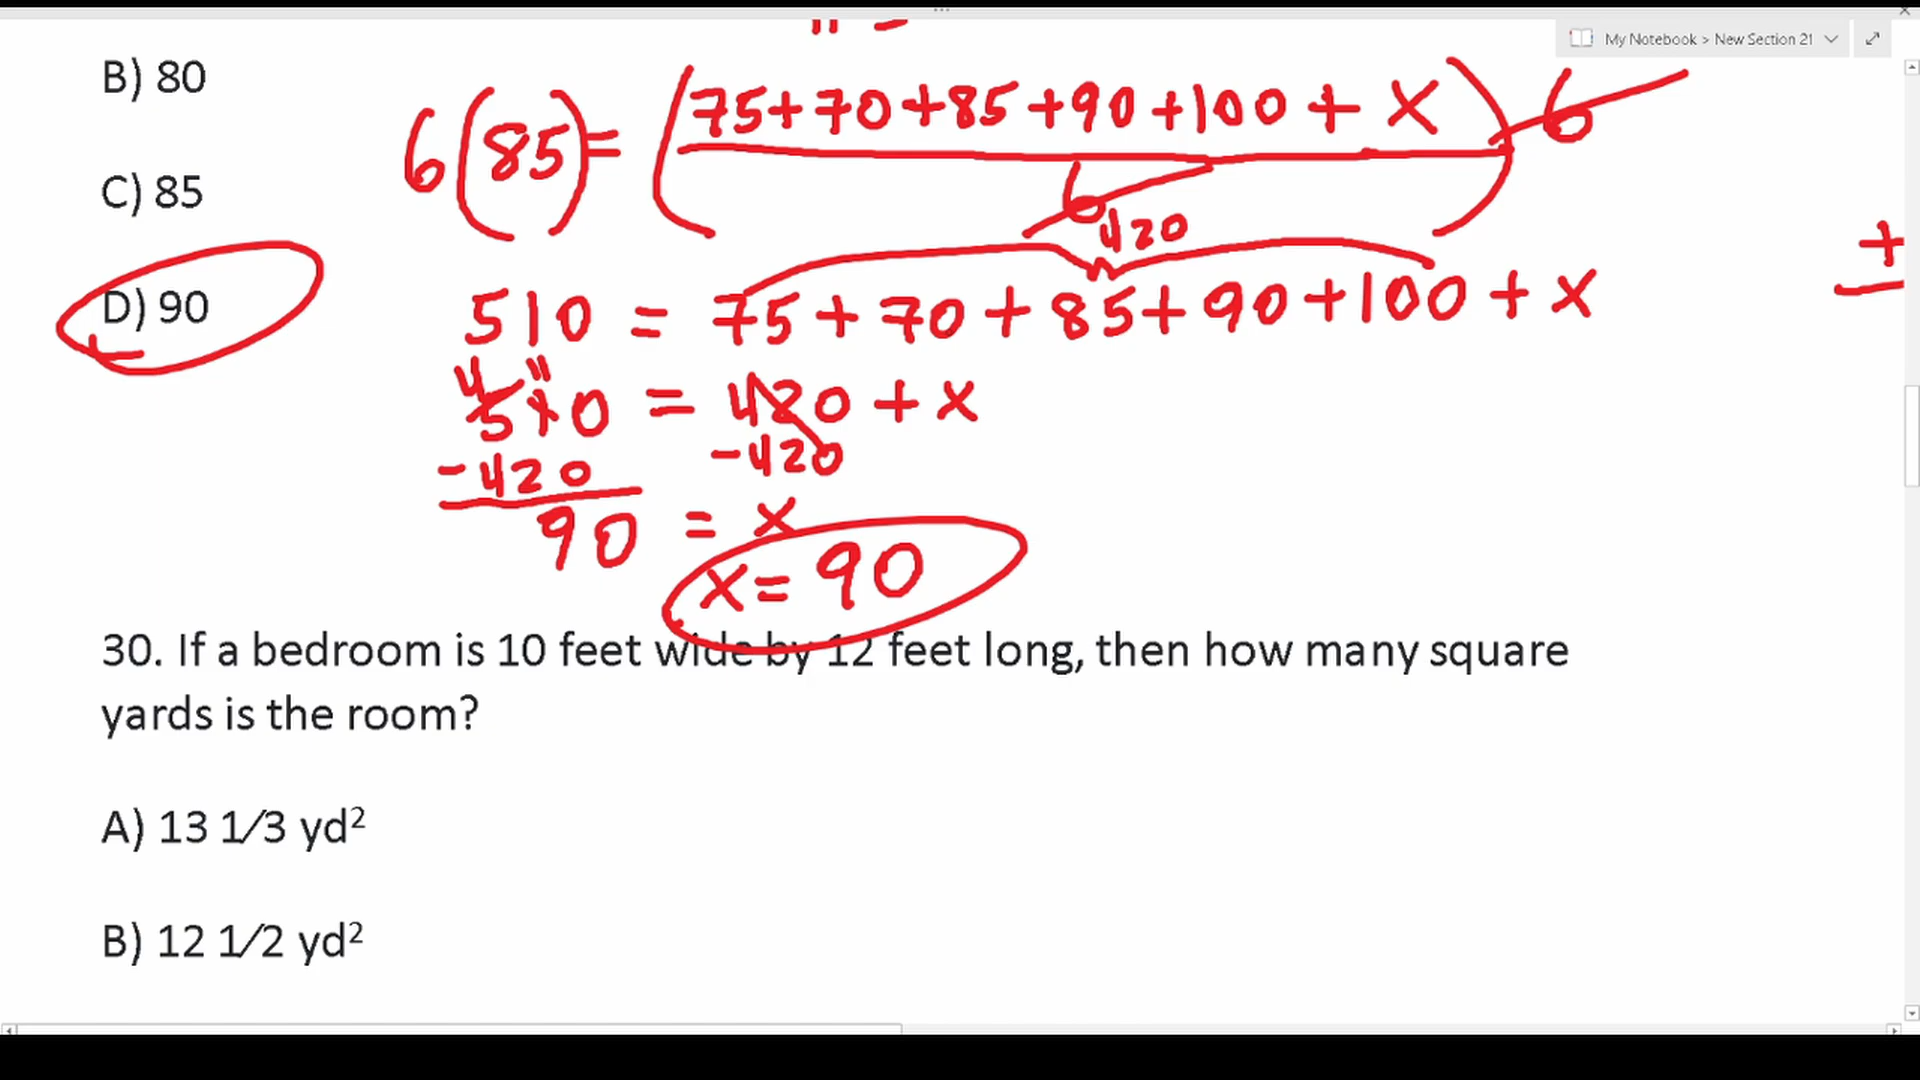 My Notebook > New Section 21
B) 80
6(85) = (75+70+85+90+100+X / 6) 6
C) 85
420
D) 90
510 = 75+70+85+90+100+X
4 11
510 = 420 + X
-420 -420
90 = X
X = 90
30. If a bedroom is 10 feet wide by 12 feet long, then how many square
yards is the room?
A) 13 1/3 yd²
B) 12 1/2 yd²
+